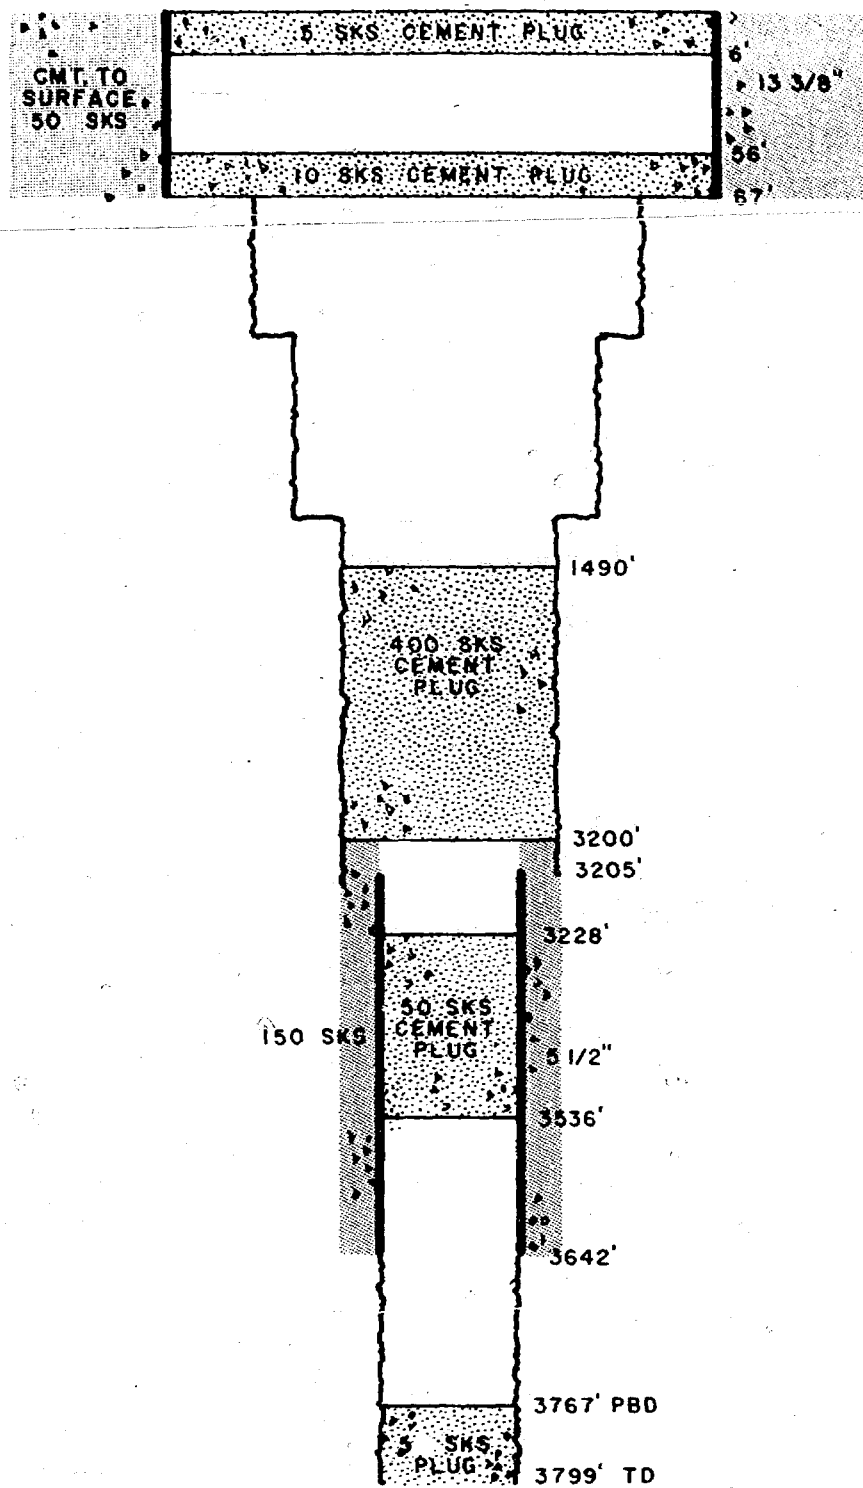 5 SKS CEMENT PLUG
6'
CMT. TO
SURFACE
50 SKS
13 3/8"
56'
10 SKS CEMENT PLUG
67'
1490'
400 SKS
CEMENT
PLUG
3200'
3205'
3228'
50 SKS
CEMENT
PLUG
150 SKS
5 1/2"
3536'
3642'
3767' PBD
5 SKS
PLUG
3799' TD